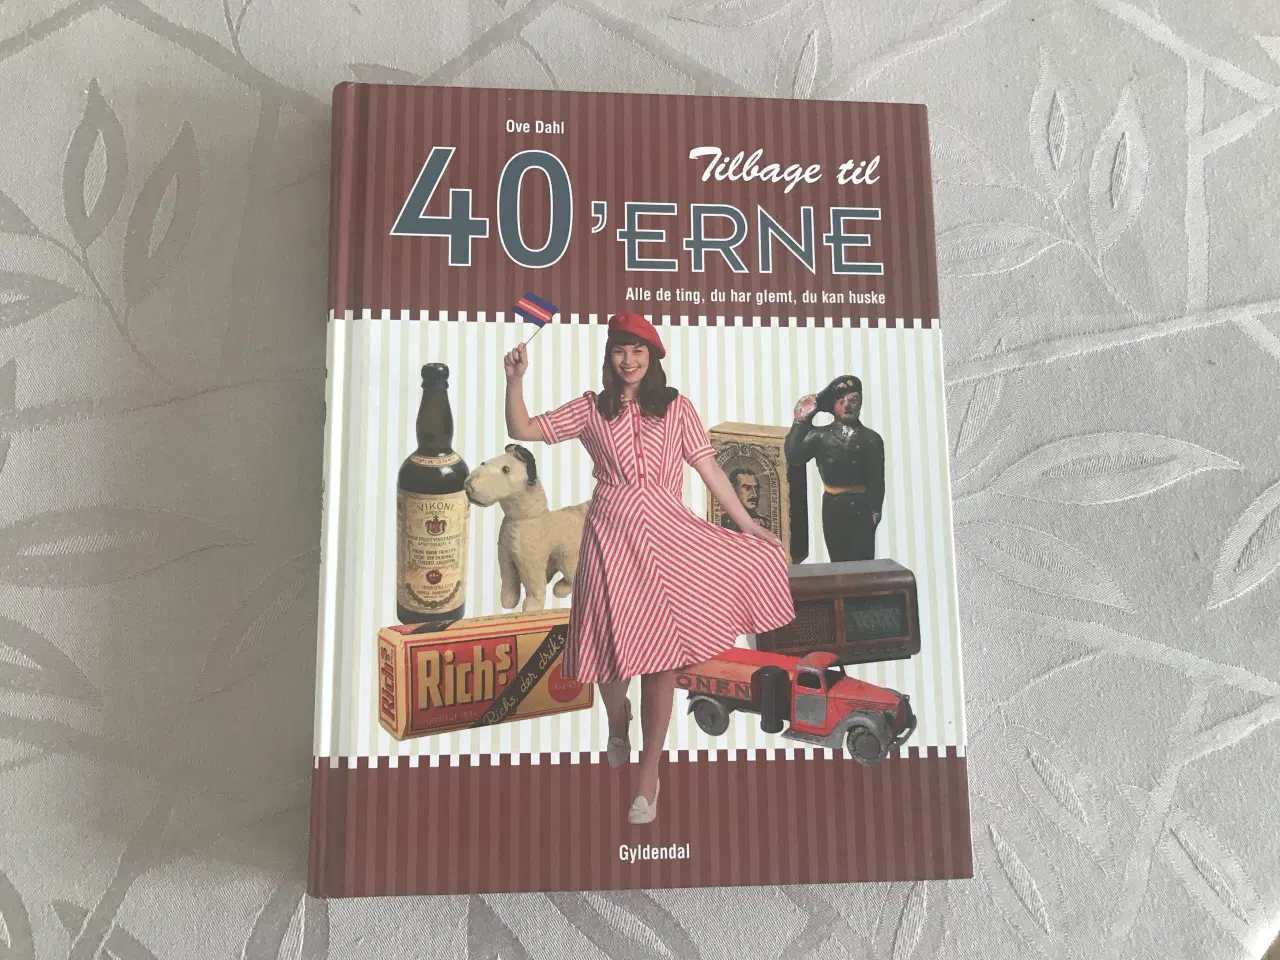 Ove Dahl
Tilbage til
40'ERNE
Alle de ting, du har glemt, du kan huske
VIKONI
Rich's
Rich's
Richs, der drik's
ONEN
Gyldendal